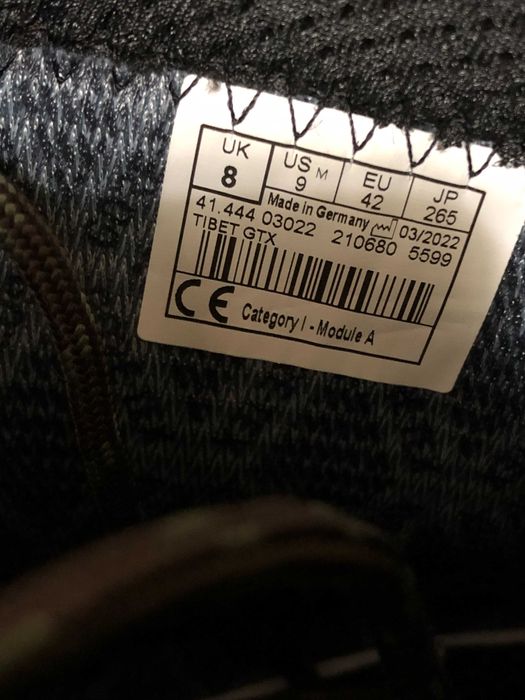 UK US M EU JP
8 9 42 265
Made in Germany 03/2022
41.444 03022 210680 5599
TIBET GTX
CE Category I - Module A